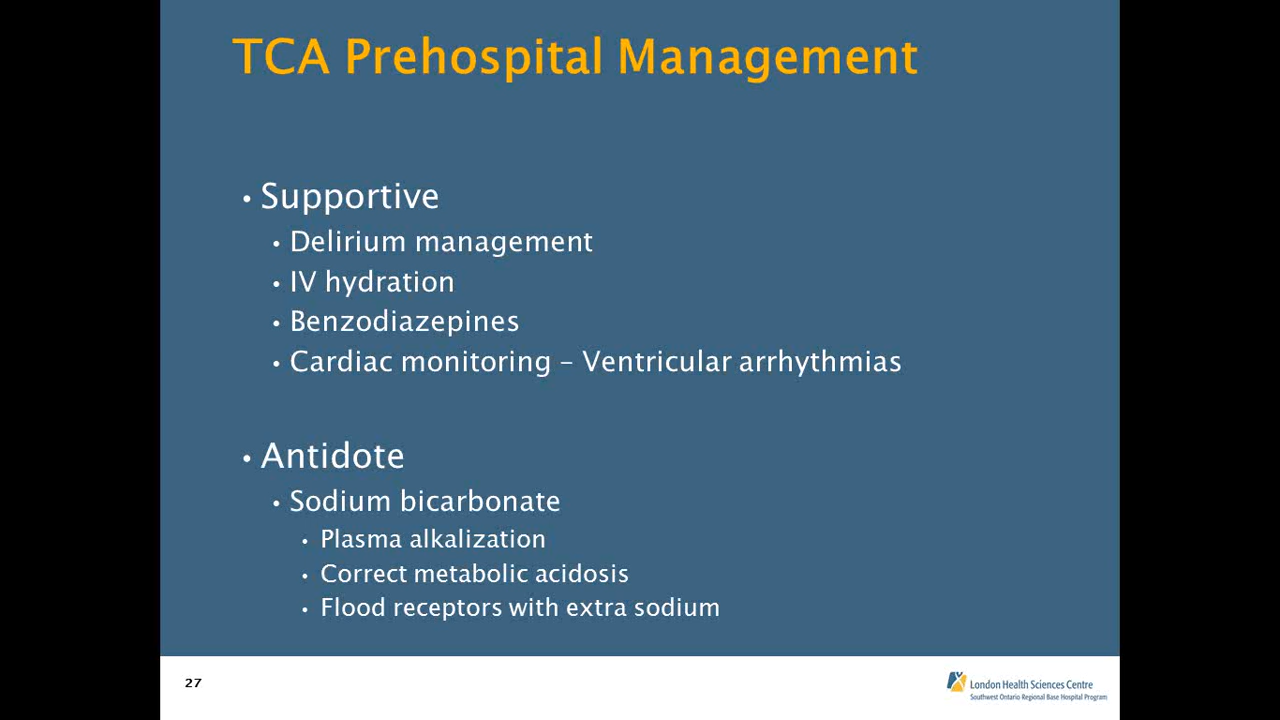 TCA Prehospital Management
• Supportive
• Delirium management
• IV hydration
• Benzodiazepines
• Cardiac monitoring – Ventricular arrhythmias
• Antidote
• Sodium bicarbonate
• Plasma alkalization
• Correct metabolic acidosis
• Flood receptors with extra sodium
27
London Health Sciences Centre
Southwest Ontario Regional Base Hospital Program